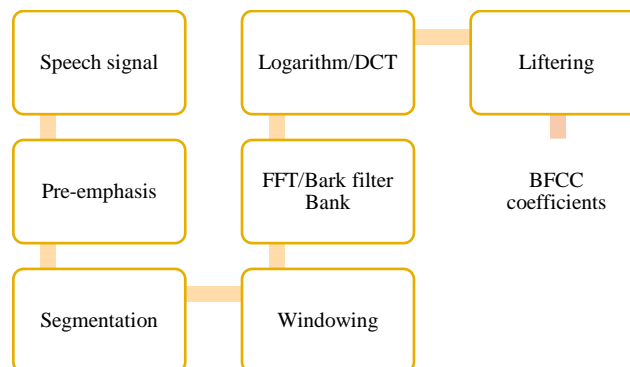 Speech signal
Pre-emphasis
Segmentation
Windowing
FFT/Bark filter
Bank
Logarithm/DCT
Liftering
BFCC
coefficients